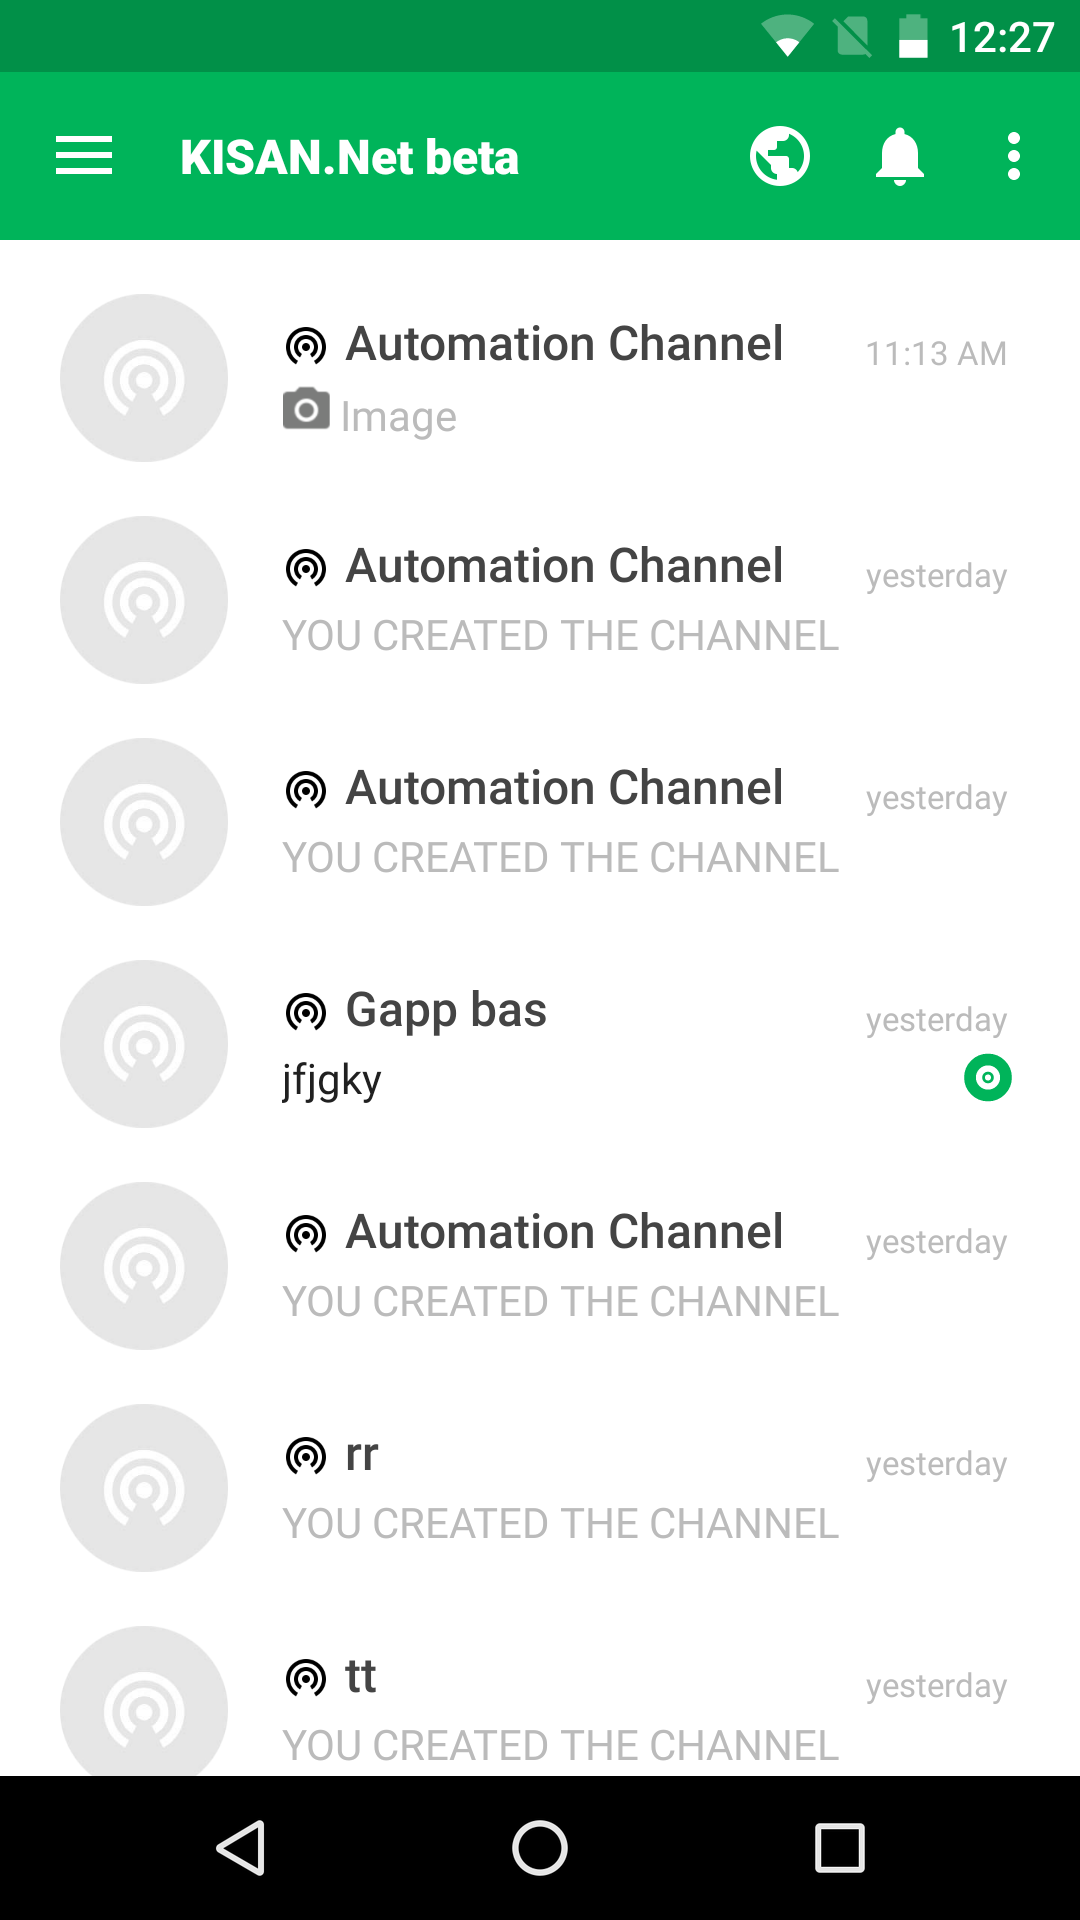 12:27
KISAN.Net beta
Automation Channel
11:13 AM
Image
Automation Channel
yesterday
YOU CREATED THE CHANNEL
Automation Channel
yesterday
YOU CREATED THE CHANNEL
Gapp bas
yesterday
jfjgky
Automation Channel
yesterday
YOU CREATED THE CHANNEL
rr
yesterday
YOU CREATED THE CHANNEL
tt
yesterday
YOU CREATED THE CHANNEL